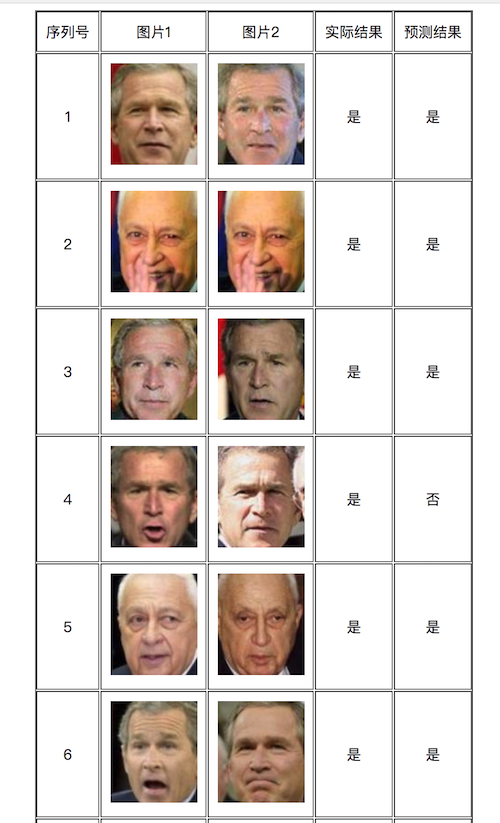 序列号 图片1 图片2 实际结果 预测结果
1 是 是
2 是 是
3 是 是
4 是 否
5 是 是
6 是 是